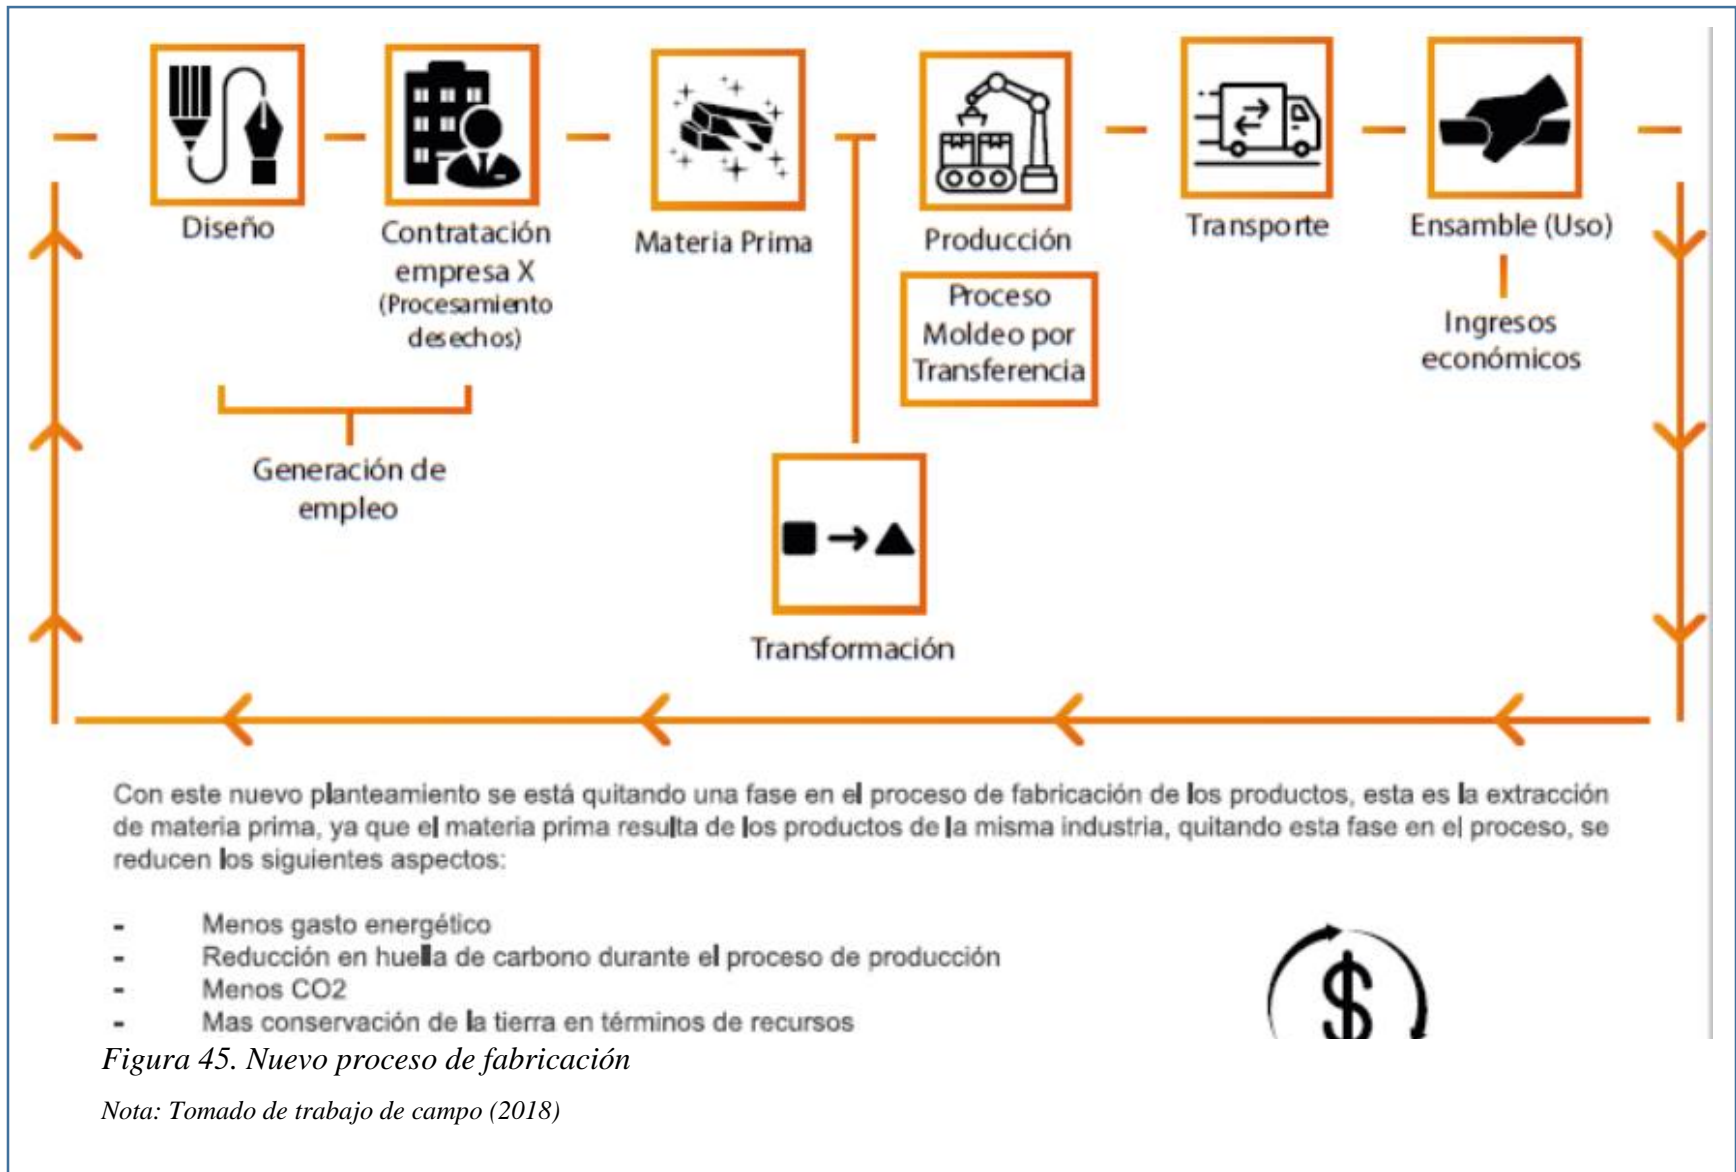 Diseño
Contratación
empresa X
(Procesamiento
desechos)
Materia Prima
Producción
Transporte
Ensamble (Uso)
Proceso
Moldeo por
Transferencia
Ingresos
económicos
Generación de
empleo
Transformación
Con este nuevo planteamiento se está quitando una fase en el proceso de fabricación de los productos, esta es la extracción
de materia prima, ya que el materia prima resulta de los productos de la misma industria, quitando esta fase en el proceso, se
reducen los siguientes aspectos:
- Menos gasto energético
- Reducción en huella de carbono durante el proceso de producción
- Menos CO2
- Mas conservación de la tierra en términos de recursos
$
Figura 45. Nuevo proceso de fabricación
Nota: Tomado de trabajo de campo (2018)